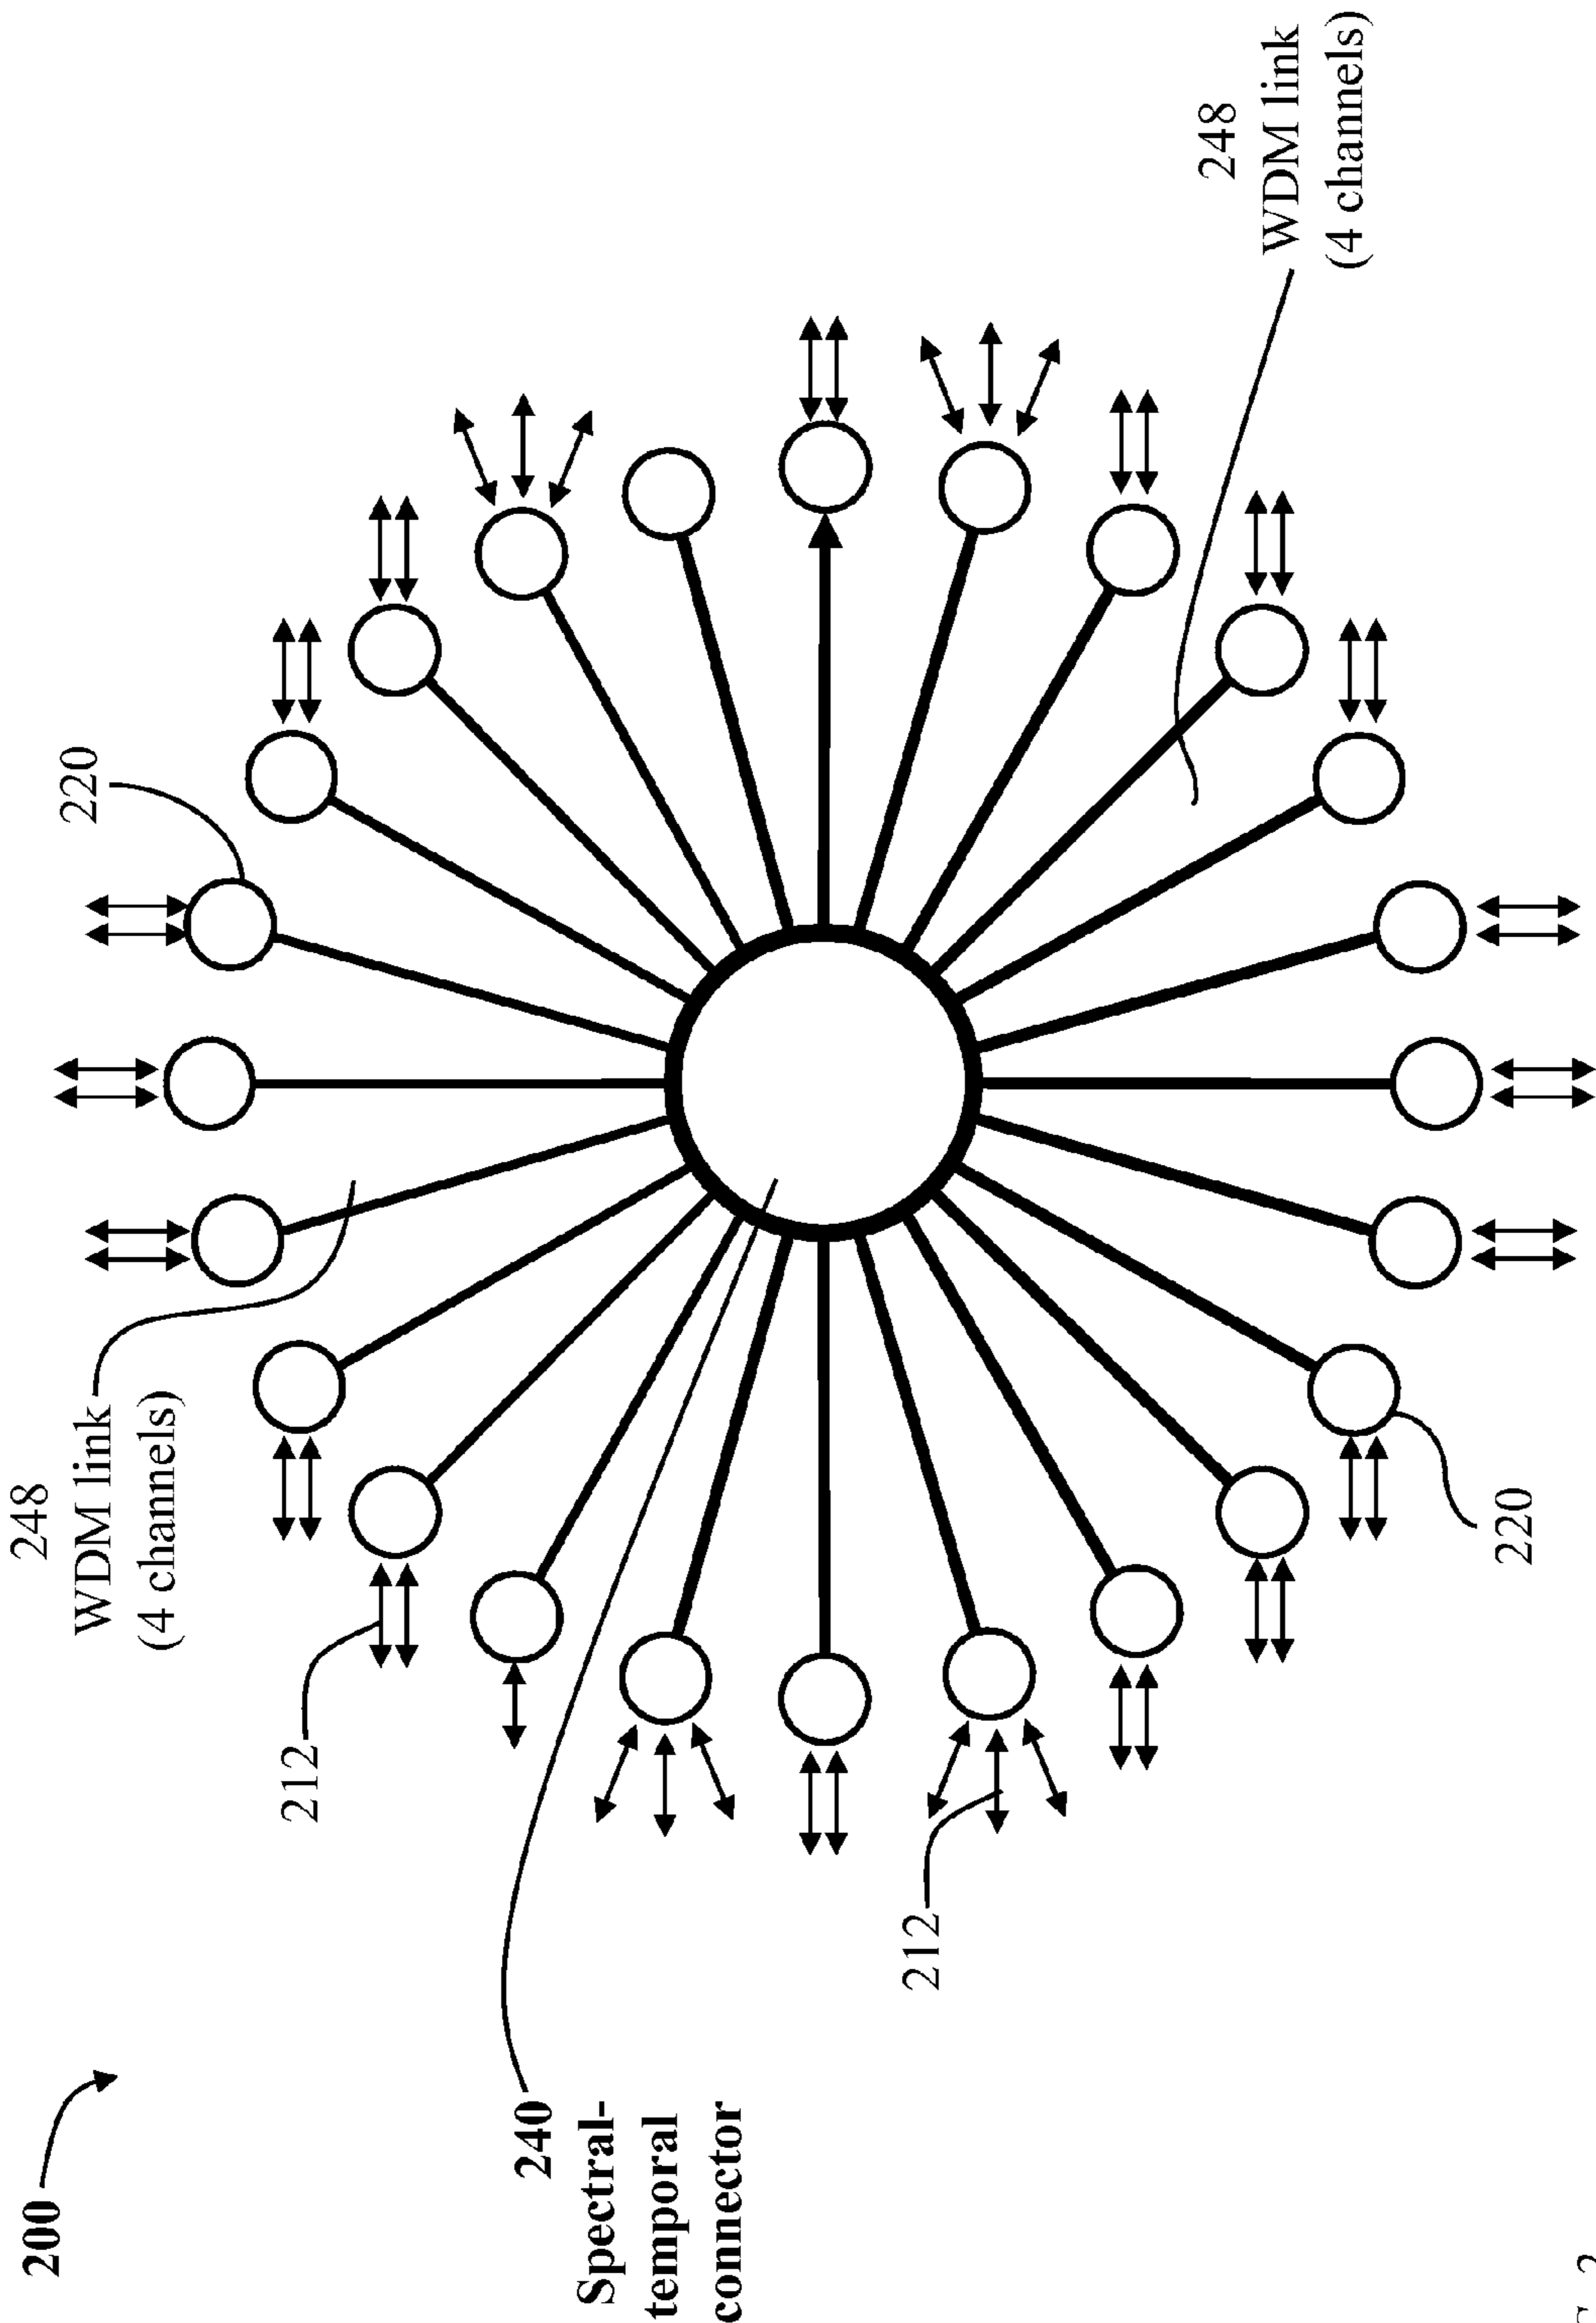 200
240
Spectral-
temporal
connector
248
WDM link
(4 channels)
212
212
220
220
248
WDM link
(4 channels)